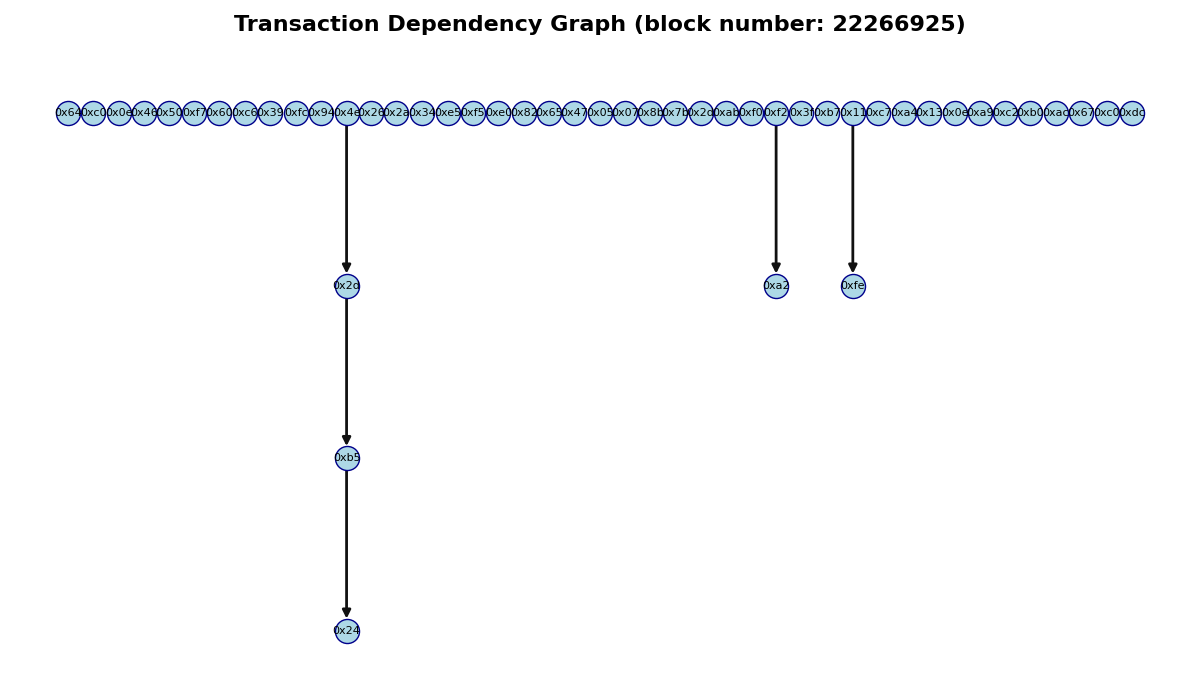 Transaction Dependency Graph (block number: 22266925)
0x64 0xc0 0x0e 0x46 0x50 0xf7 0x60 0xc6 0x39 0xfc 0x94 0x4e 0x26 0x2a 0x34 0xe5 0xf5 0xe0 0x82 0x65 0x47 0x05 0x07 0x8b 0x7b 0x2d 0xab 0xf0 0xf2 0x3f 0xb7 0x11 0xc7 0xa4 0x13 0x0e 0xa9 0xc2 0xb0 0xac 0x67 0xc0 0xdc
0x2d 0xa2 0xfe
0xb5
0x24